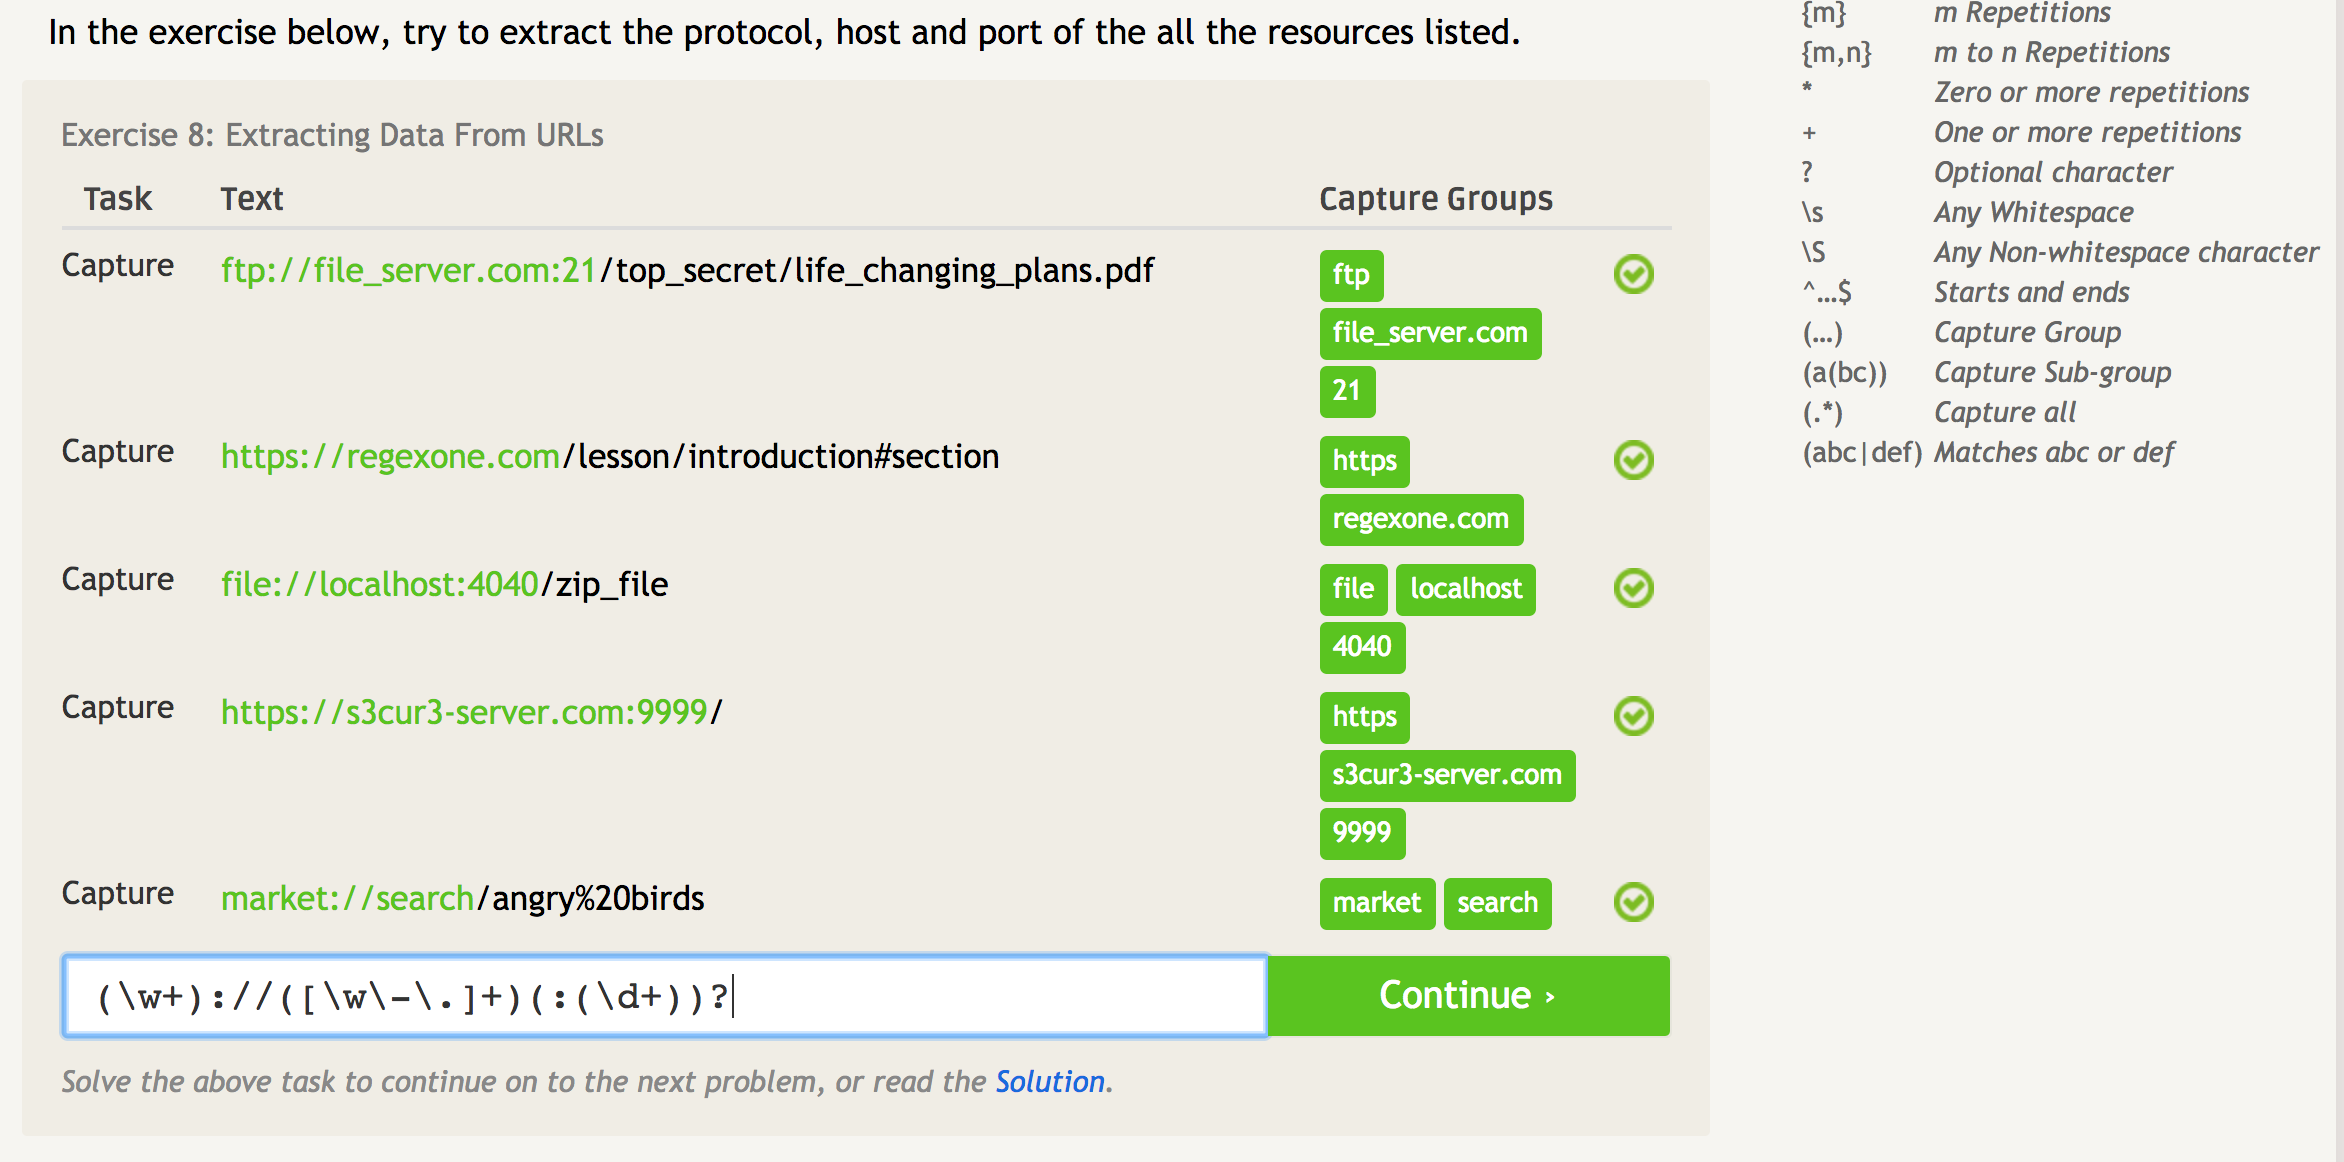 In the exercise below, try to extract the protocol, host and port of the all the resources listed.
Exercise 8: Extracting Data From URLs
Task Text Capture Groups
Capture ftp://file_server.com:21/top_secret/life_changing_plans.pdf ftp
file_server.com
21
Capture https://regexone.com/lesson/introduction#section https
regexone.com
Capture file://localhost:4040/zip_file file localhost
4040
Capture https://s3cur3-server.com:9999/ https
s3cur3-server.com
9999
Capture market://search/angry%20birds market search
(\w+)://([\w\-\.]+)(:(\d+))?
Continue ›
Solve the above task to continue on to the next problem, or read the Solution.
{m} m Repetitions
{m,n} m to n Repetitions
* Zero or more repetitions
+ One or more repetitions
? Optional character
\s Any Whitespace
\S Any Non-whitespace character
^…$ Starts and ends
(…) Capture Group
(a(bc)) Capture Sub-group
(.*) Capture all
(abc|def) Matches abc or def